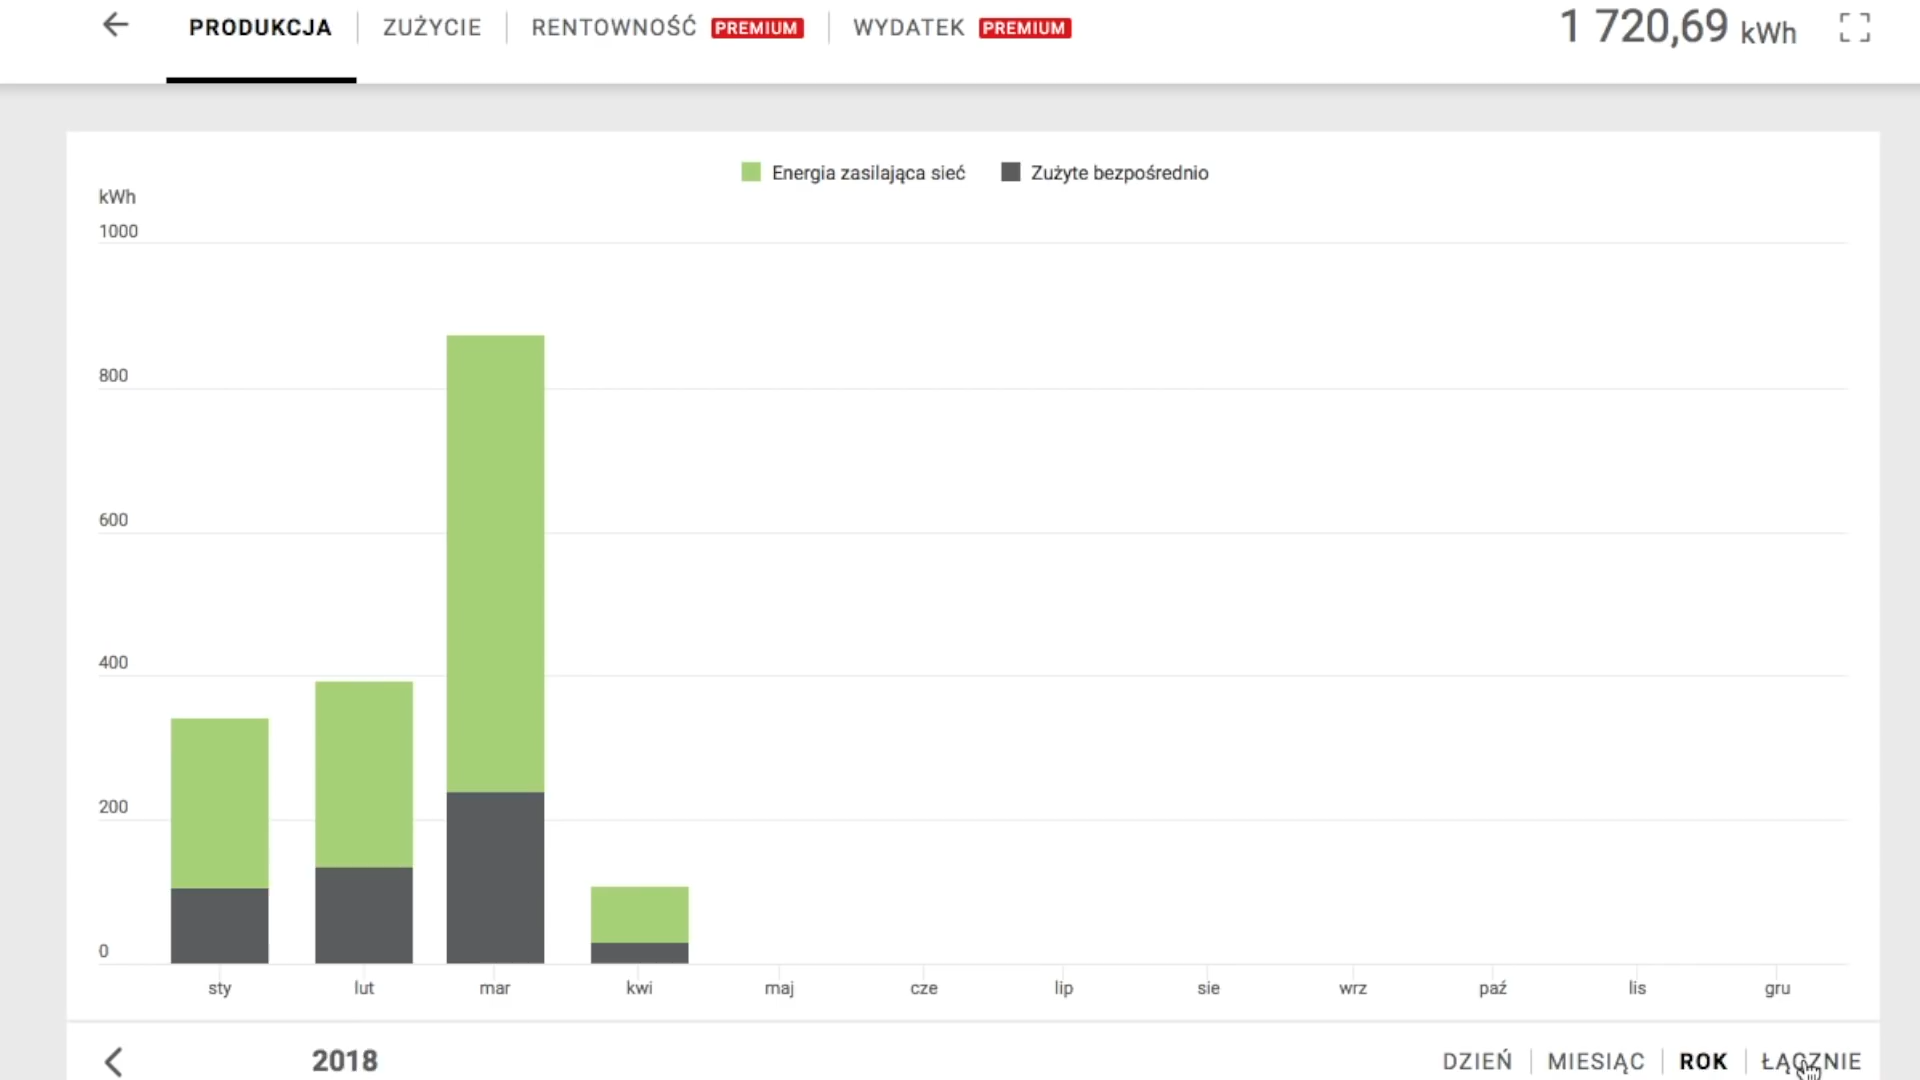 PRODUKCJA ZUŻYCIE RENTOWNOŚĆ PREMIUM WYDATEK PREMIUM 1 720,69 kWh
Energia zasilająca sieć Zużyte bezpośrednio
kWh
1000
800
600
400
200
0
sty lut mar kwi maj cze lip sie wrz paź lis gru
2018 DZIEŃ MIESIĄC ROK ŁĄCZNIE